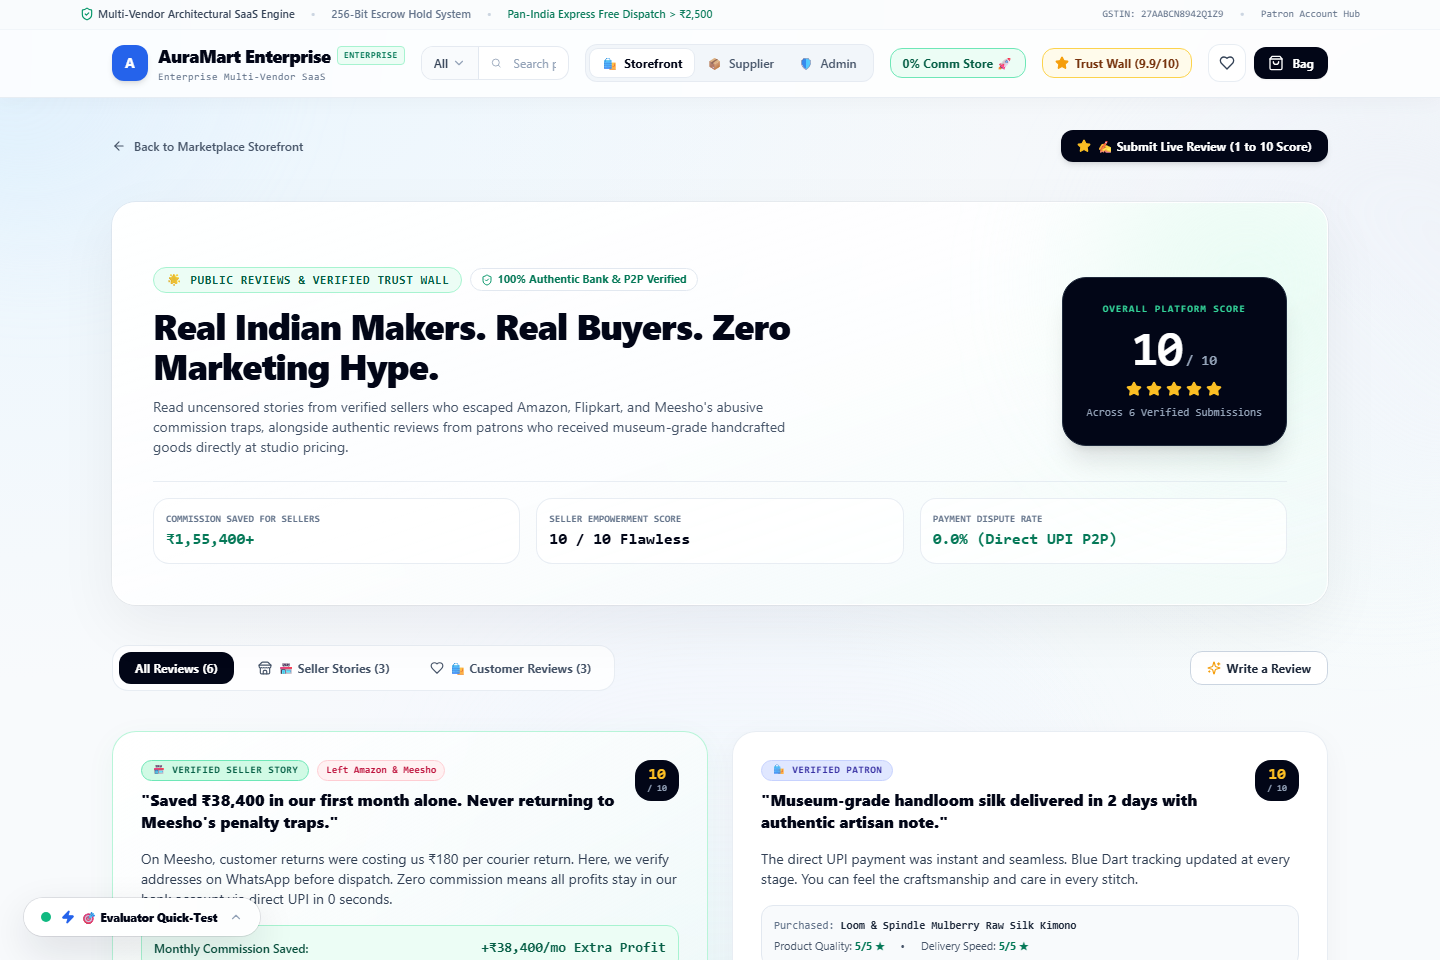 Multi-Vendor Architectural SaaS Engine • 256-Bit Escrow Hold System • Pan-India Express Free Dispatch > ₹2,500
GSTIN: 27AABCN8942Q1Z9 • Patron Account Hub
A
AuraMart Enterprise ENTERPRISE
Enterprise Multi-Vendor SaaS
All
Search
Storefront
Supplier
Admin
0% Comm Store
Trust Wall (9.9/10)
Bag
Back to Marketplace Storefront
Submit Live Review (1 to 10 Score)
PUBLIC REVIEWS & VERIFIED TRUST WALL
100% Authentic Bank & P2P Verified
Real Indian Makers. Real Buyers. Zero
Marketing Hype.
Read uncensored stories from verified sellers who escaped Amazon, Flipkart, and Meesho's abusive
commission traps, alongside authentic reviews from patrons who received museum-grade handcrafted
goods directly at studio pricing.
OVERALL PLATFORM SCORE
10 / 10
Across 6 Verified Submissions
COMMISSION SAVED FOR SELLERS
₹1,55,400+
SELLER EMPOWERMENT SCORE
10 / 10 Flawless
PAYMENT DISPUTE RATE
0.0% (Direct UPI P2P)
All Reviews (6)
Seller Stories (3)
Customer Reviews (3)
Write a Review
VERIFIED SELLER STORY
Left Amazon & Meesho
10
/ 10
"Saved ₹38,400 in our first month alone. Never returning to
Meesho's penalty traps."
On Meesho, customer returns were costing us ₹180 per courier return. Here, we verify
addresses on WhatsApp before dispatch. Zero commission means all profits stay in our
bank account via direct UPI in 0 seconds.
Monthly Commission Saved:
+₹38,400/mo Extra Profit
VERIFIED PATRON
10
/ 10
"Museum-grade handloom silk delivered in 2 days with
authentic artisan note."
The direct UPI payment was instant and seamless. Blue Dart tracking updated at every
stage. You can feel the craftsmanship and care in every stitch.
Purchased: Loom & Spindle Mulberry Raw Silk Kimono
Product Quality: 5/5 ★ • Delivery Speed: 5/5 ★
Evaluator Quick-Test